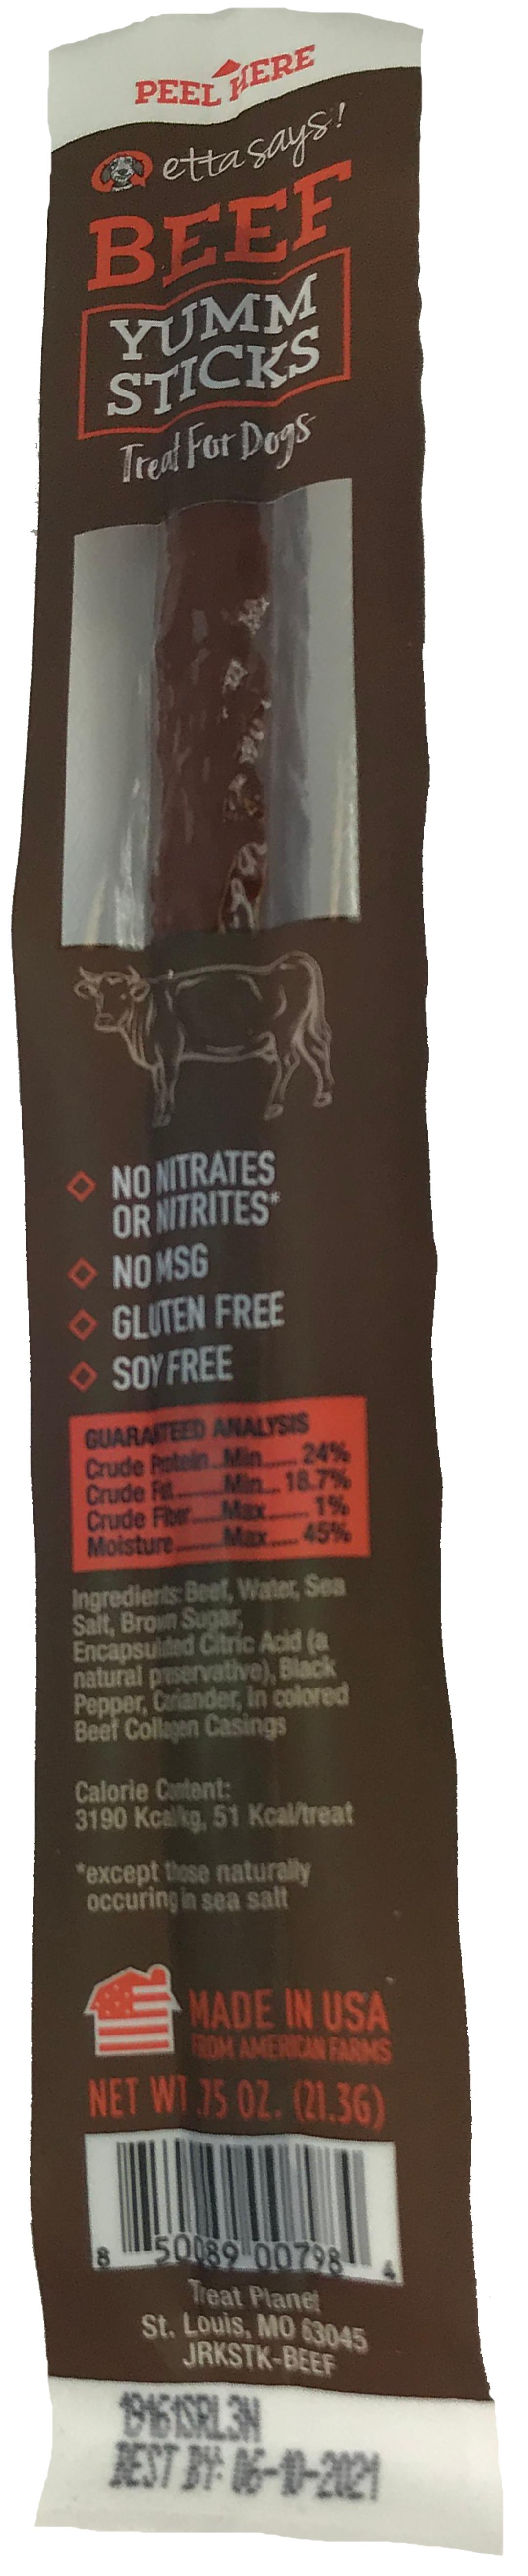 PEEL HERE
etta says!
BEEF
YUMM
STICKS
Treat For Dogs
NO NITRATES
OR NITRITES*
NO MSG
GLUTEN FREE
SOY FREE
GUARANTEED ANALYSIS
Crude Protein..Min..... 24%
Crude Fat........Min... 18.7%
Crude Fiber.....Max...... 1%
Moisture.........Max..... 45%
Ingredients: Beef, Water, Sea
Salt, Brown Sugar,
Encapsulated Citric Acid (a
natural preservative), Black
Pepper, Coriander, in colored
Beef Collagen Casings
Calorie Content:
3190 Kcal/kg, 51 Kcal/treat
*except those naturally
occuring in sea salt
MADE IN USA
FROM AMERICAN FARMS
NET WT .75 OZ. (21.3G)
8 50089 00798 4
Treat Planet
St. Louis, MO 63045
JRKSTK-BEEF
19161SRL3N
BEST BY: 06-10-2021